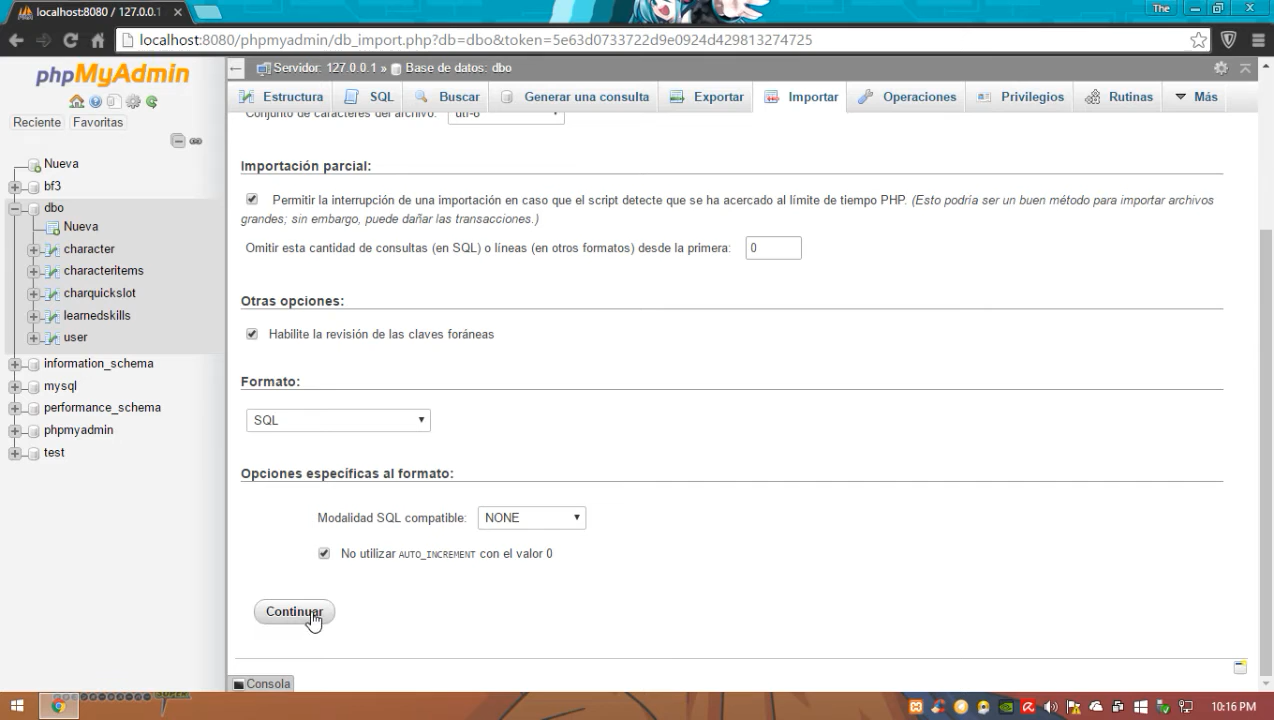 localhost:8080 / 127.0.0.1
The
localhost:8080/phpmyadmin/db_import.php?db=dbo&token=5e63d0733722d9e0924d429813274725
phpMyAdmin
Reciente
Favoritas
Nueva
bf3
dbo
Nueva
character
characteritems
charquickslot
learnedskills
user
information_schema
mysql
performance_schema
phpmyadmin
test
Servidor: 127.0.0.1 » Base de datos: dbo
Estructura SQL Buscar Generar una consulta Exportar Importar Operaciones Privilegios Rutinas Más
Conjunto de caracteres del archivo: utf-8
Importación parcial:
Permitir la interrupción de una importación en caso que el script detecte que se ha acercado al límite de tiempo PHP. (Esto podría ser un buen método para importar archivos
grandes; sin embargo, puede dañar las transacciones.)
Omitir esta cantidad de consultas (en SQL) o líneas (en otros formatos) desde la primera: 0
Otras opciones:
Habilite la revisión de las claves foráneas
Formato:
SQL
Opciones específicas al formato:
Modalidad SQL compatible: NONE
No utilizar AUTO_INCREMENT con el valor 0
Continuar
Consola
10:16 PM